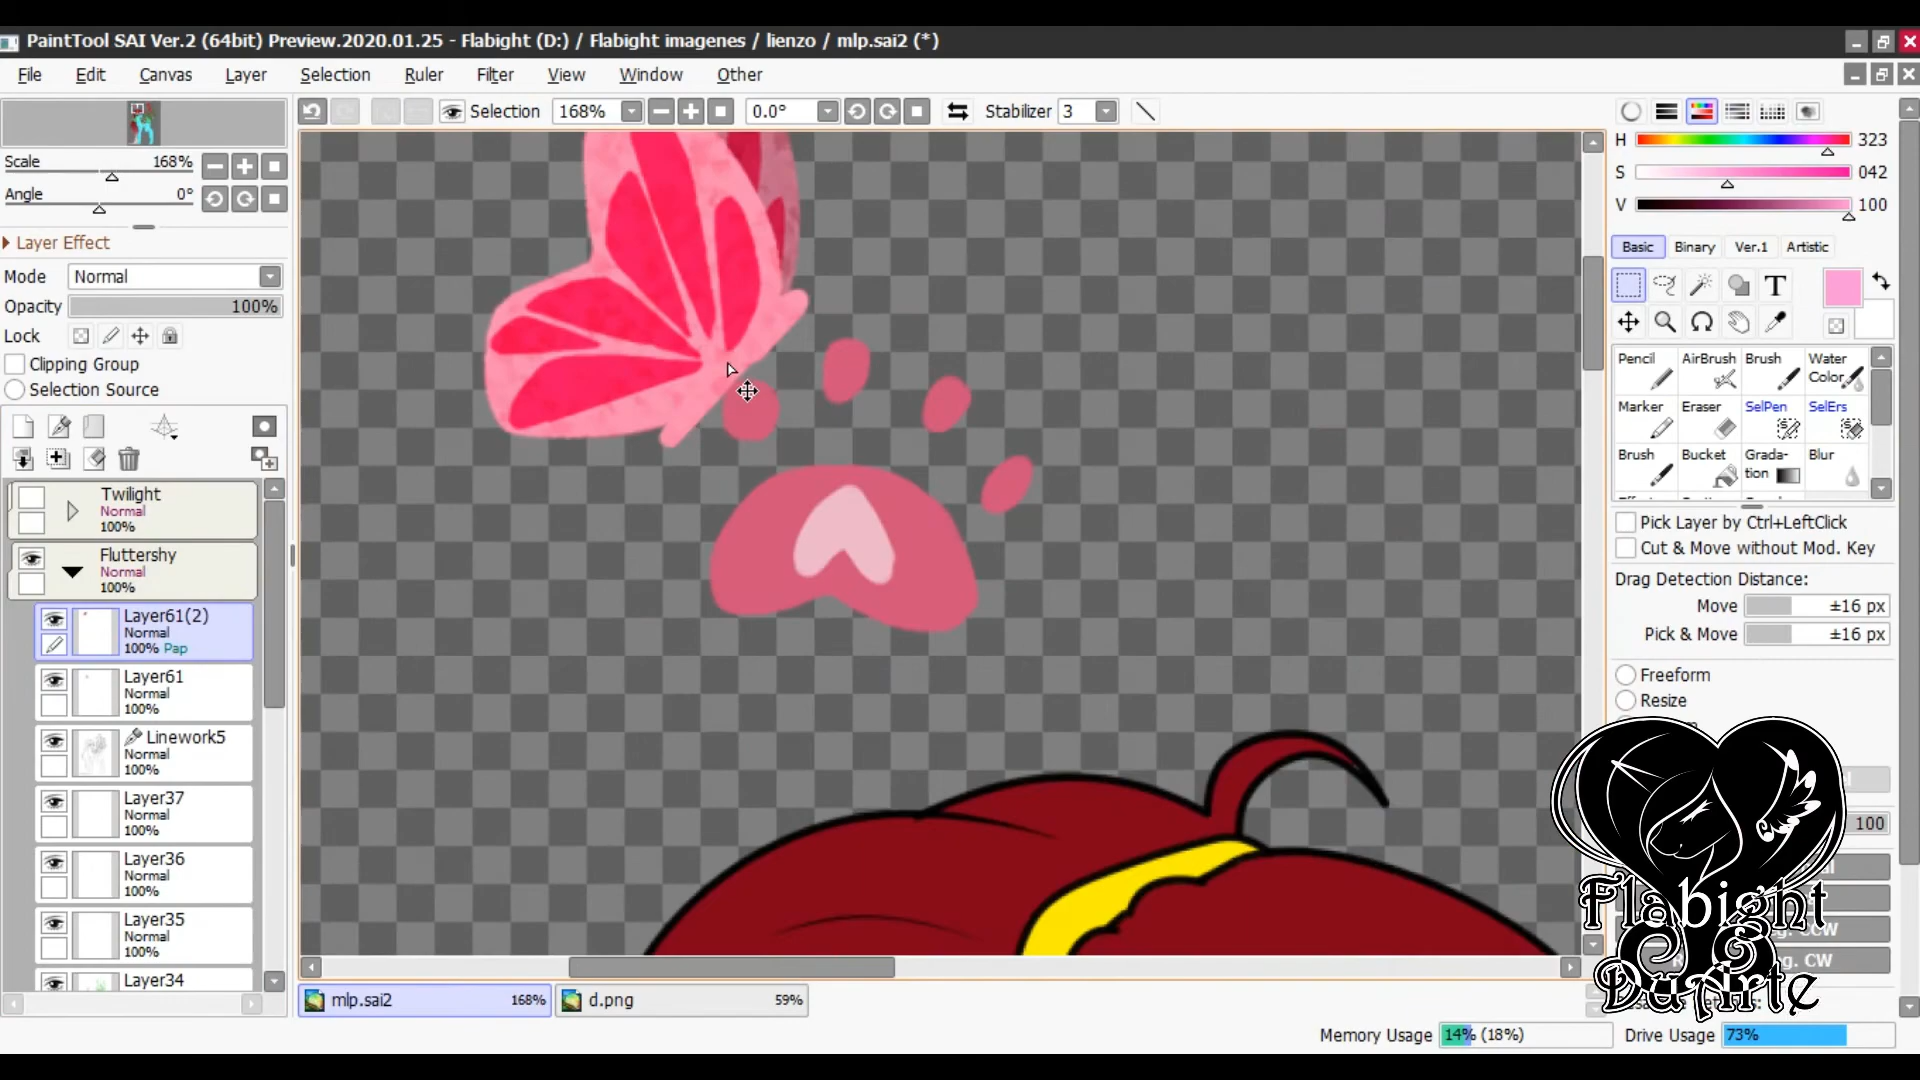 PaintTool SAI Ver.2 (64bit) Preview.2020.01.25 - Flabight (D:) / Flabight imagenes / lienzo / mlp.sai2 (*)
File Edit Canvas Layer Selection Ruler Filter View Window Other
Selection 168% 0.0° Stabilizer 3
Scale 168%
Angle 0°
Layer Effect
Mode Normal
Opacity 100%
Lock
Clipping Group
Selection Source
Twilight
Normal
100%
Fluttershy
Normal
100%
Layer61(2)
Normal
100% Pap
Layer61
Normal
100%
Linework5
Normal
100%
Layer37
Normal
100%
Layer36
Normal
100%
Layer35
Normal
100%
Layer34
mlp.sai2 168%
d.png 59%
H 323
S 042
V 100
Basic Binary Ver.1 Artistic
T
Pencil AirBrush Brush Water Color
Marker Eraser SelPen SelErs
Brush Bucket Grada-tion Blur
Pick Layer by Ctrl+LeftClick
Cut & Move without Mod. Key
Drag Detection Distance:
Move ±16 px
Pick & Move ±16 px
Freeform
Resize
100
CCW
CW
Flabight
DuArte
Memory Usage 14% (18%) Drive Usage 73%